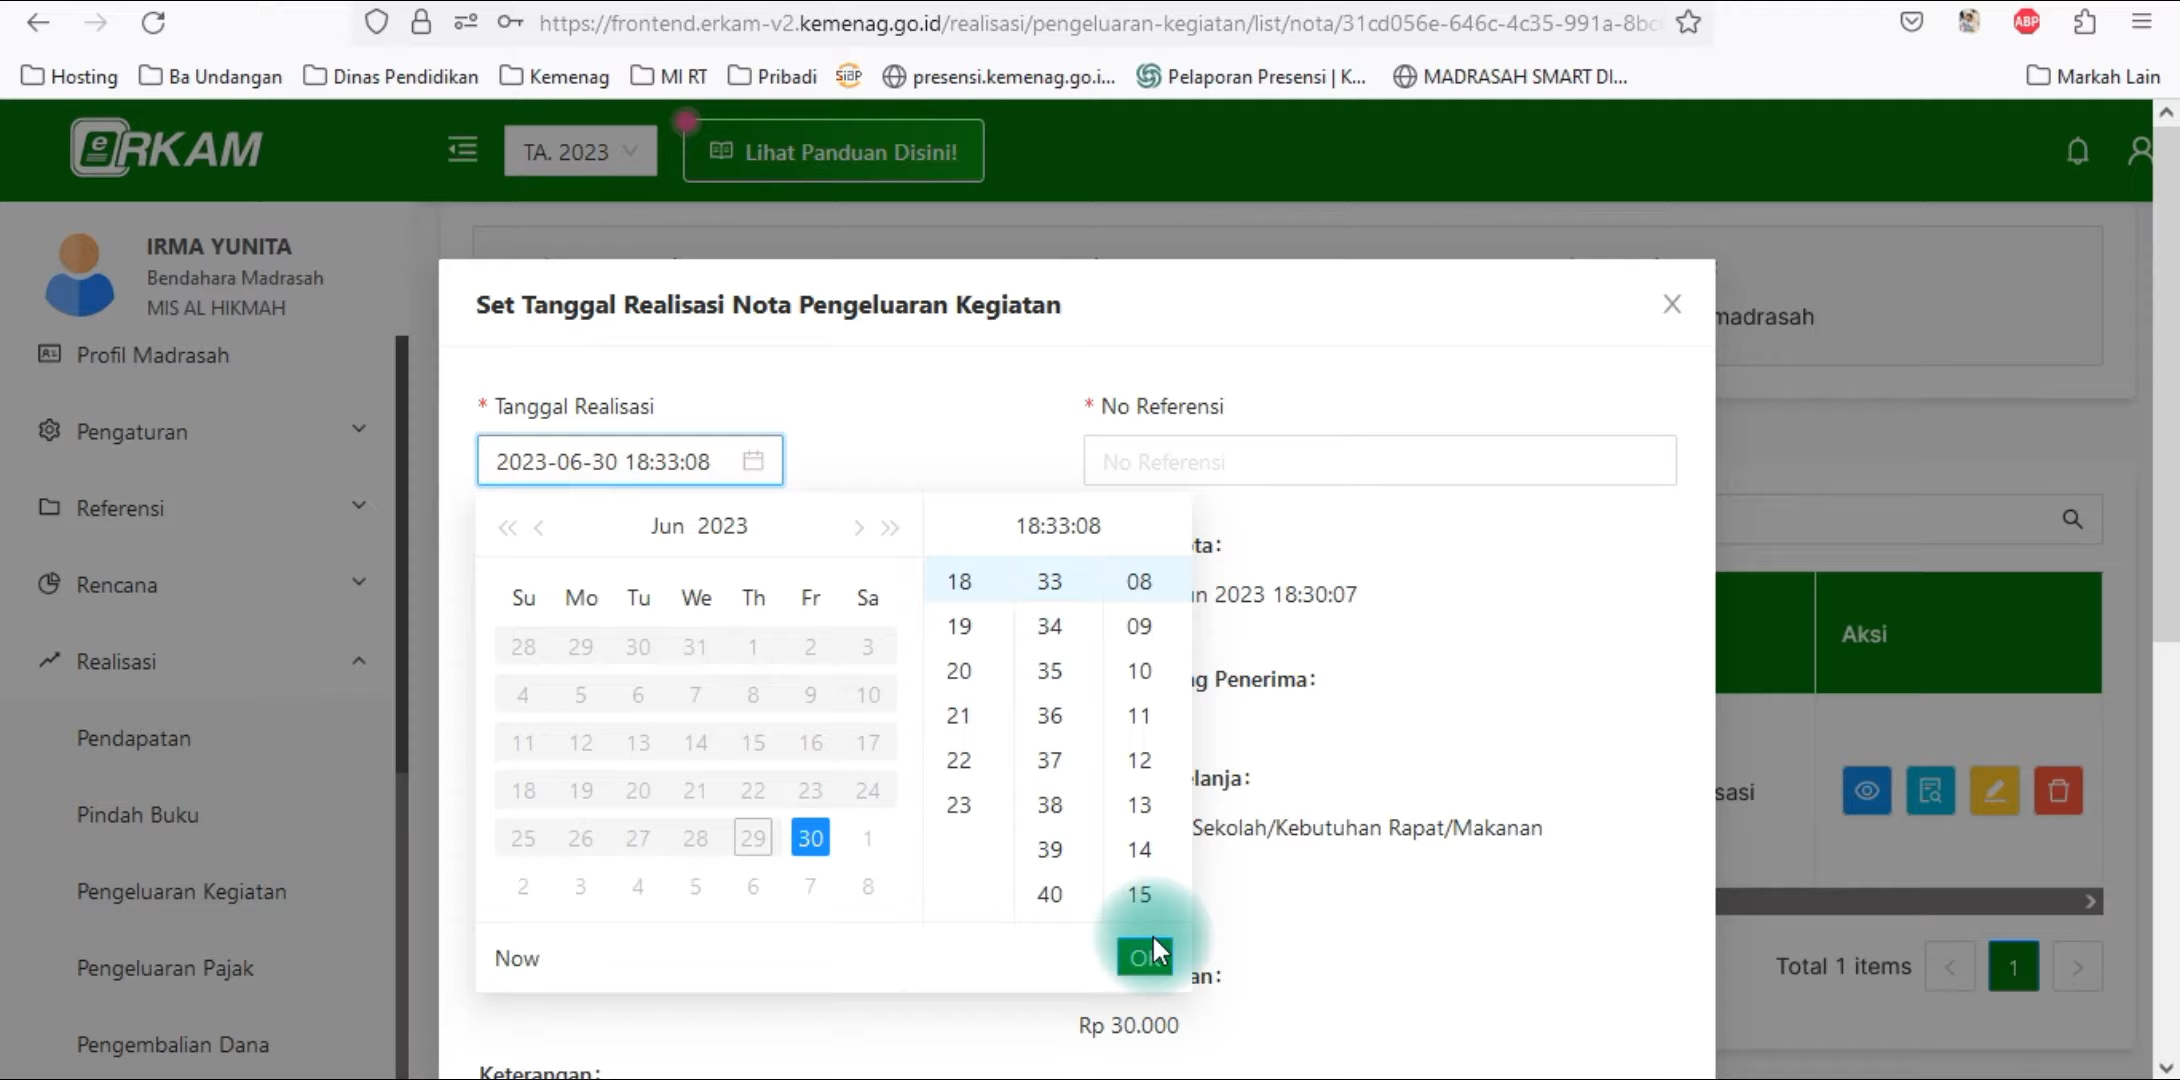 https://frontend.erkam-v2.kemenag.go.id/realisasi/pengeluaran-kegiatan/list/nota/31cd056e-646c-4c35-991a-8bc
ABP
Hosting Ba Undangan Dinas Pendidikan Kemenag MI RT Pribadi SIAP presensi.kemenag.go.i... Pelaporan Presensi | K... MADRASAH SMART DI... Markah Lain
eRKAM TA. 2023 Lihat Panduan Disini!
IRMA YUNITA
Bendahara Madrasah
MIS AL HIKMAH
Profil Madrasah
Pengaturan
Referensi
Rencana
Realisasi
Pendapatan
Pindah Buku
Pengeluaran Kegiatan
Pengeluaran Pajak
Pengembalian Dana
Set Tanggal Realisasi Nota Pengeluaran Kegiatan
madrasah
* Tanggal Realisasi * No Referensi
2023-06-30 18:33:08 No Referensi
Jun 2023 18:33:08
Su Mo Tu We Th Fr Sa
28 29 30 31 1 2 3
4 5 6 7 8 9 10
11 12 13 14 15 16 17
18 19 20 21 22 23 24
25 26 27 28 29 30 1
2 3 4 5 6 7 8
18 33 08
19 34 09
20 35 10
21 36 11
22 37 12
23 38 13
39 14
40 15
Now
ta:
n 2023 18:30:07
g Penerima:
lanja:
Sekolah/Kebutuhan Rapat/Makanan
an:
Rp 30.000
Keterangan:
Aksi
sasi
Total 1 items < 1 >